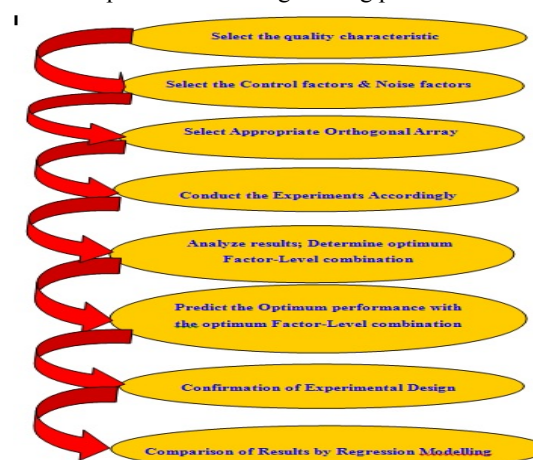 Select the quality characteristic
Select the Control factors & Noise factors
Select Appropriate Orthogonal Array
Conduct the Experiments Accordingly
Analyze results; Determine optimum
Factor-Level combination
Predict the Optimum performance with
the optimum Factor-Level combination
Confirmation of Experimental Design
Comparison of Results by Regression Modelling